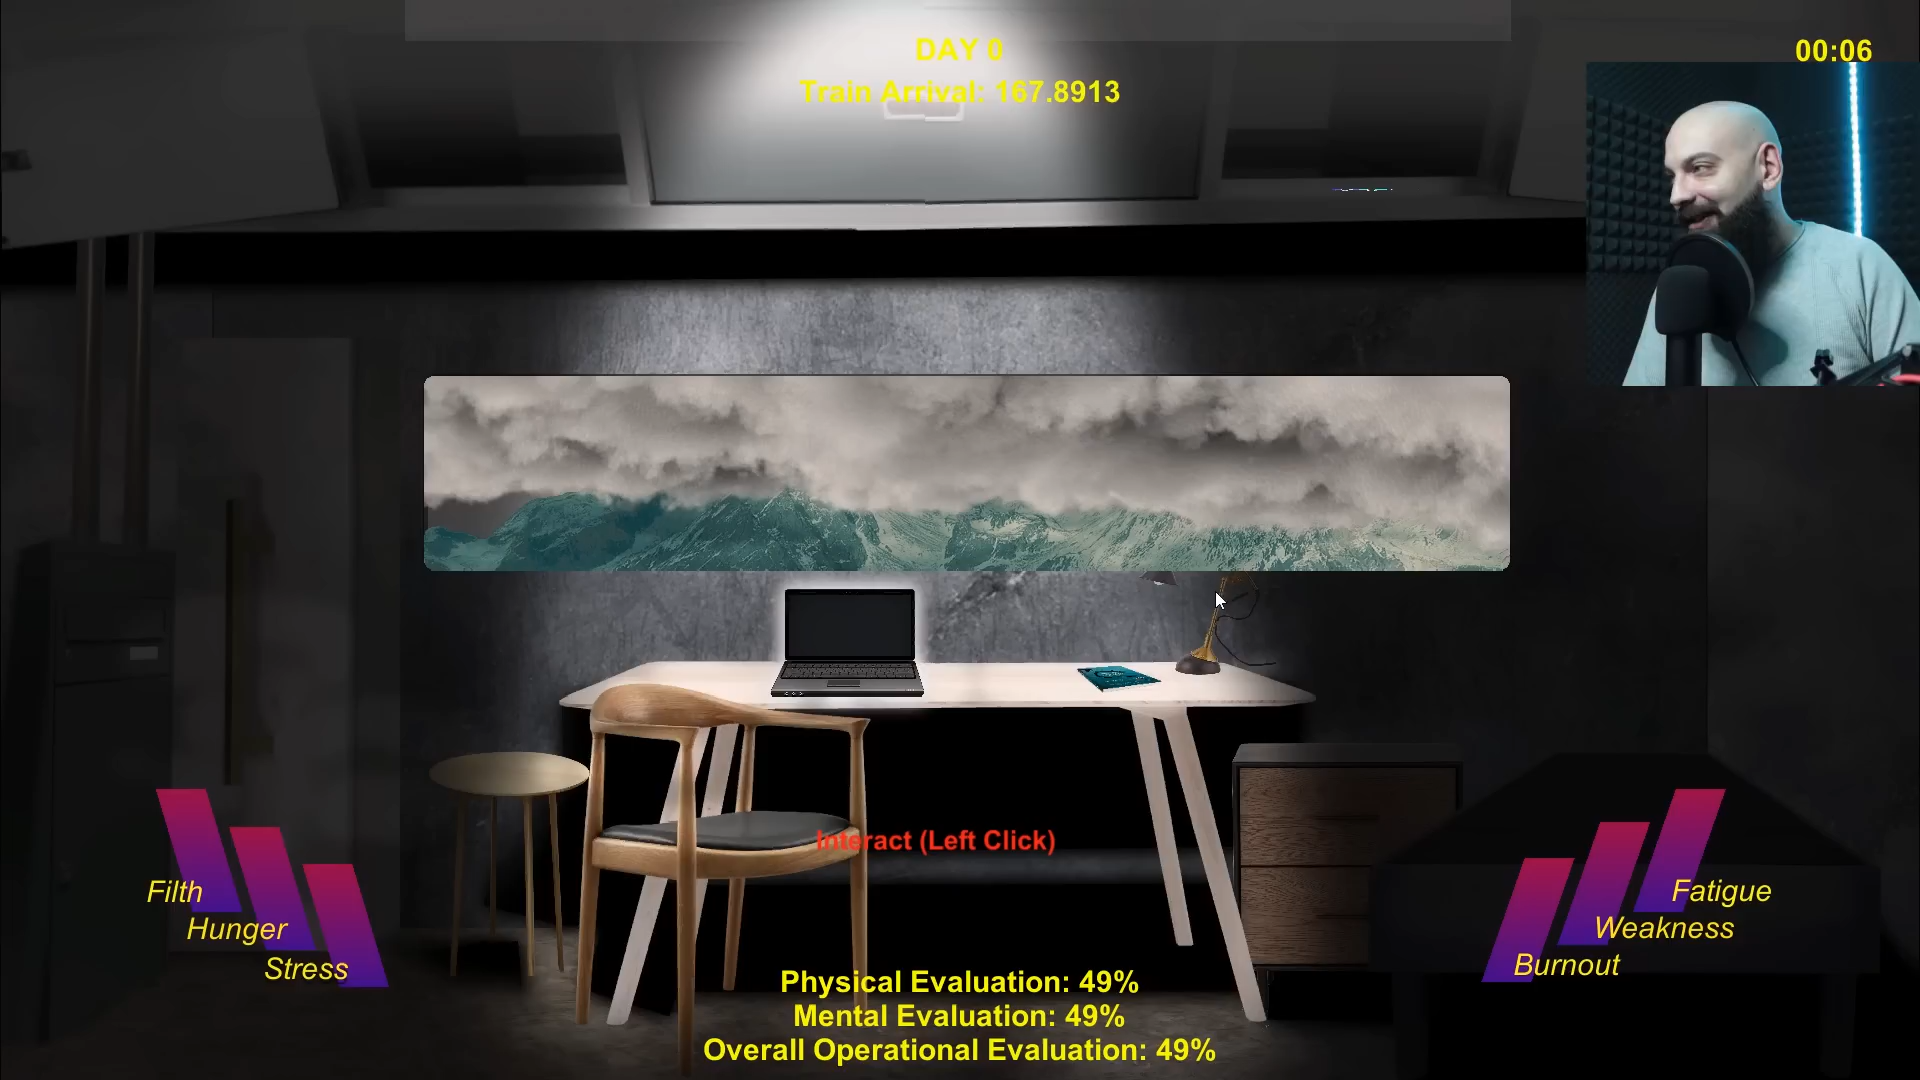 DAY 0
00:06
Train Arrival: 167.8913
Interact (Left Click)
Filth
Hunger
Stress
Fatigue
Weakness
Burnout
Physical Evaluation: 49%
Mental Evaluation: 49%
Overall Operational Evaluation: 49%